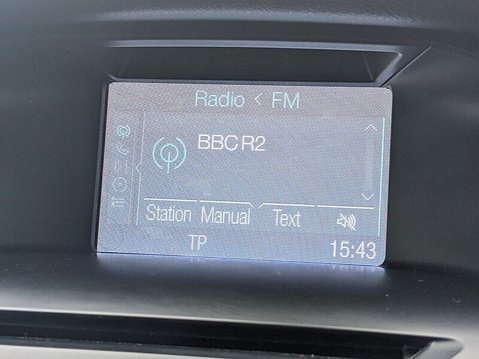 Radio < FM
BBC R2
Station Manual Text
TP 15:43